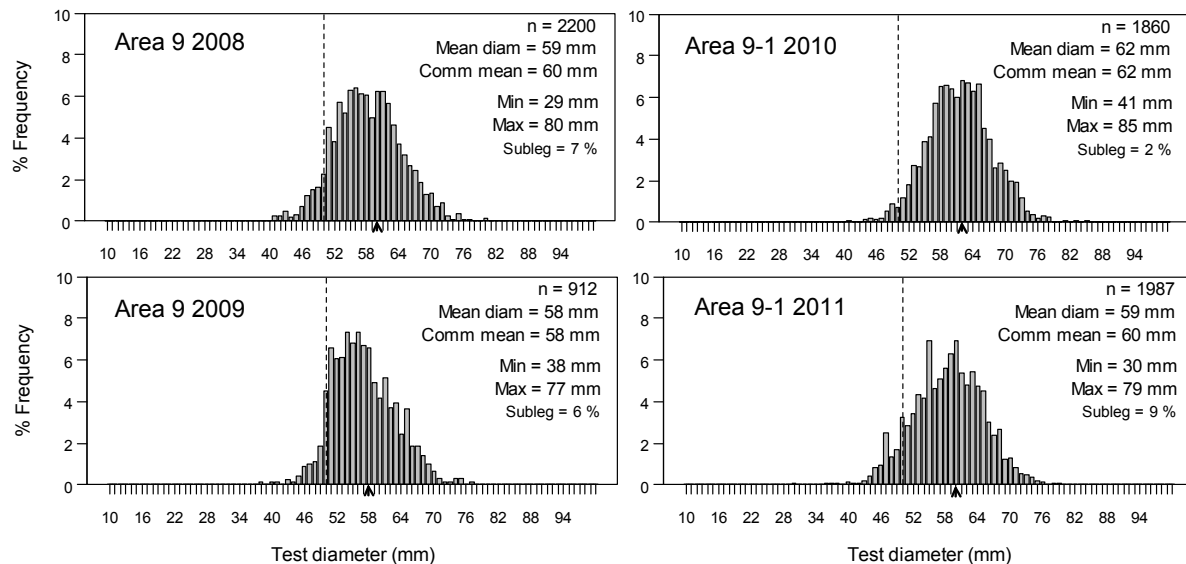 Area 9 2008
n = 2200
Mean diam = 59 mm
Comm mean = 60 mm
Min = 29 mm
Max = 80 mm
Subleg = 7 %
% Frequency
10
8
6
4
2
0
10 16 22 28 34 40 46 52 58 64 70 76 82 88 94
Area 9-1 2010
n = 1860
Mean diam = 62 mm
Comm mean = 62 mm
Min = 41 mm
Max = 85 mm
Subleg = 2 %
10
8
6
4
2
0
10 16 22 28 34 40 46 52 58 64 70 76 82 88 94
Area 9 2009
n = 912
Mean diam = 58 mm
Comm mean = 58 mm
Min = 38 mm
Max = 77 mm
Subleg = 6 %
% Frequency
10
8
6
4
2
0
10 16 22 28 34 40 46 52 58 64 70 76 82 88 94
Test diameter (mm)
Area 9-1 2011
n = 1987
Mean diam = 59 mm
Comm mean = 60 mm
Min = 30 mm
Max = 79 mm
Subleg = 9 %
10
8
6
4
2
0
10 16 22 28 34 40 46 52 58 64 70 76 82 88 94
Test diameter (mm)